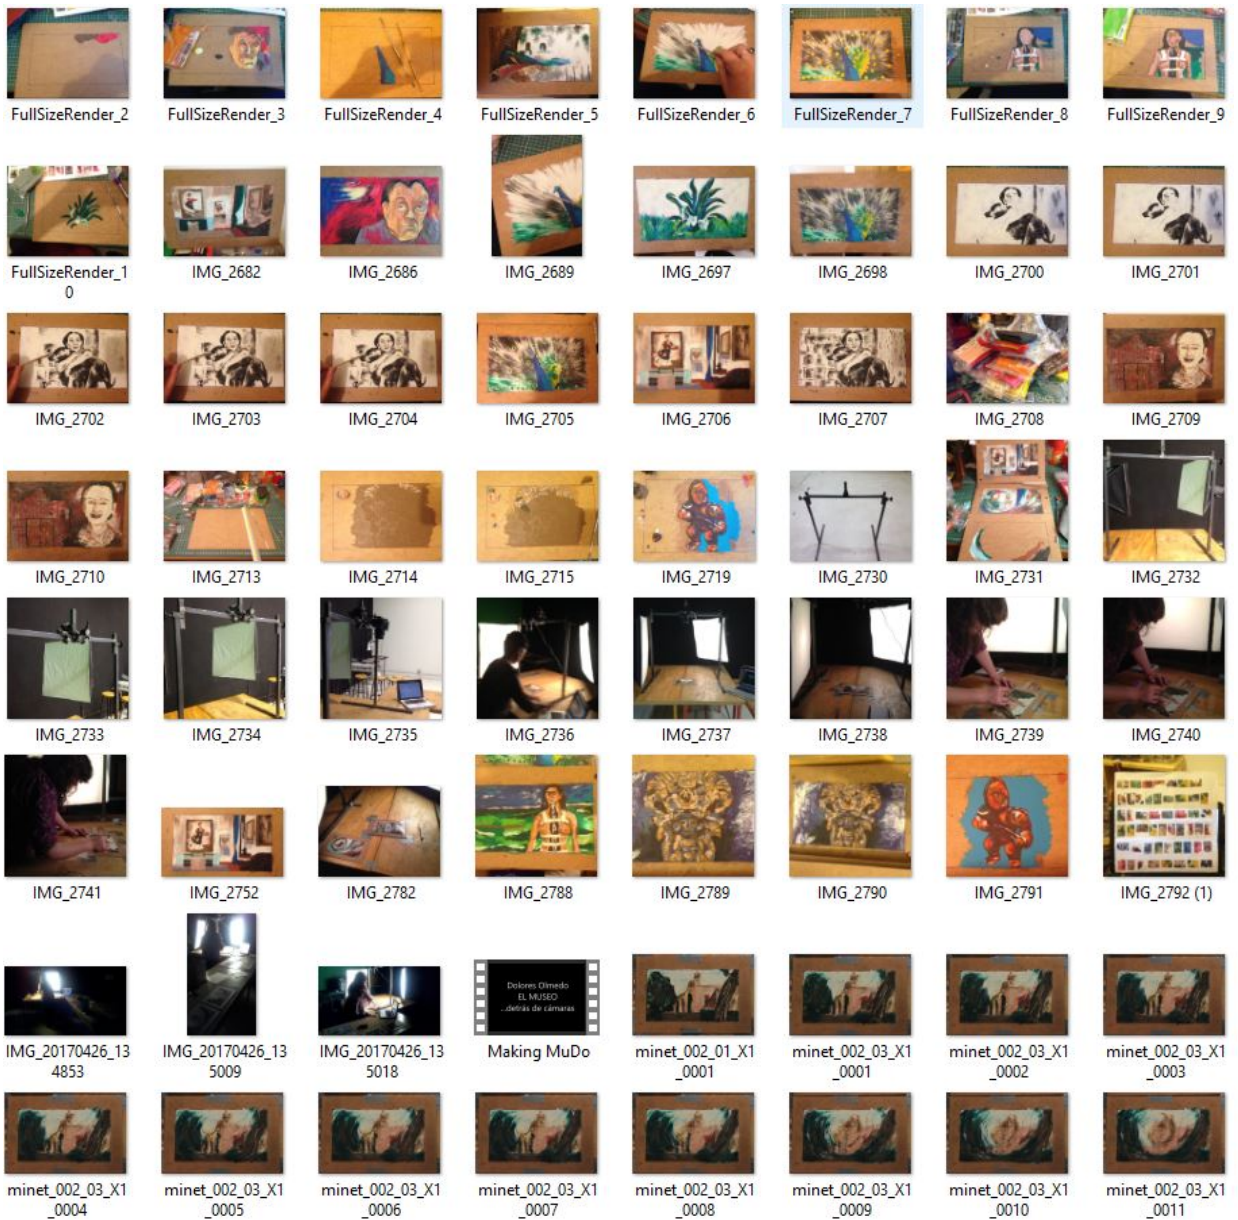 FullSizeRender_2
FullSizeRender_3
FullSizeRender_4
FullSizeRender_5
FullSizeRender_6
FullSizeRender_7
FullSizeRender_8
FullSizeRender_9
FullSizeRender_1
0
IMG_2682
IMG_2686
IMG_2689
IMG_2697
IMG_2698
IMG_2700
IMG_2701
IMG_2702
IMG_2703
IMG_2704
IMG_2705
IMG_2706
IMG_2707
IMG_2708
IMG_2709
IMG_2710
IMG_2713
IMG_2714
IMG_2715
IMG_2719
IMG_2730
IMG_2731
IMG_2732
IMG_2733
IMG_2734
IMG_2735
IMG_2736
IMG_2737
IMG_2738
IMG_2739
IMG_2740
IMG_2741
IMG_2752
IMG_2782
IMG_2788
IMG_2789
IMG_2790
IMG_2791
IMG_2792 (1)
IMG_20170426_13
4853
IMG_20170426_13
5009
IMG_20170426_13
5018
Dolores Olmedo
EL MUSEO
...detrás de cámaras
Making MuDo
minet_002_01_X1
_0001
minet_002_03_X1
_0001
minet_002_03_X1
_0002
minet_002_03_X1
_0003
minet_002_03_X1
_0004
minet_002_03_X1
_0005
minet_002_03_X1
_0006
minet_002_03_X1
_0007
minet_002_03_X1
_0008
minet_002_03_X1
_0009
minet_002_03_X1
_0010
minet_002_03_X1
_0011